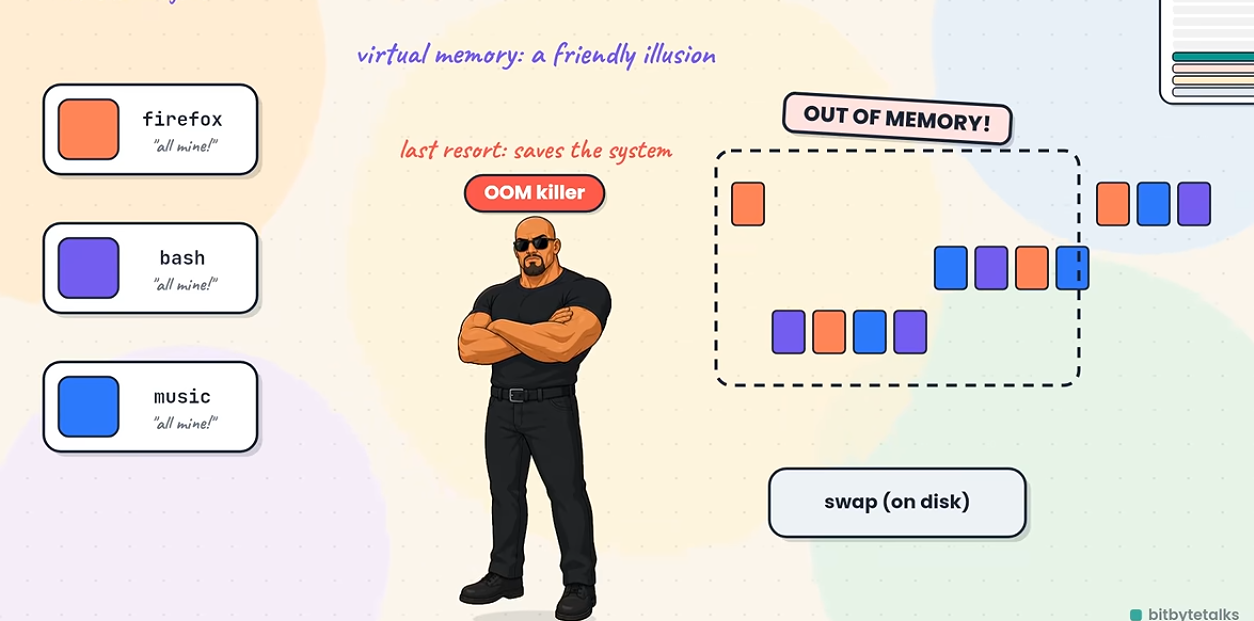 virtual memory: a friendly illusion
firefox
"all mine!"
bash
"all mine!"
music
"all mine!"
last resort: saves the system
OOM killer
OUT OF MEMORY!
swap (on disk)
bitbytetalks